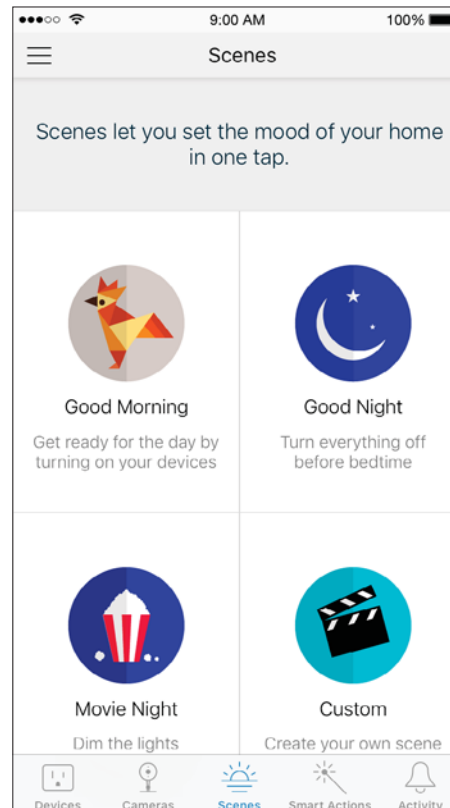 9:00 AM
100%
Scenes
Scenes let you set the mood of your home
in one tap.
Good Morning
Get ready for the day by
turning on your devices
Good Night
Turn everything off
before bedtime
Movie Night
Dim the lights
Custom
Create your own scene
Devices
Cameras
Scenes
Smart Actions
Activity